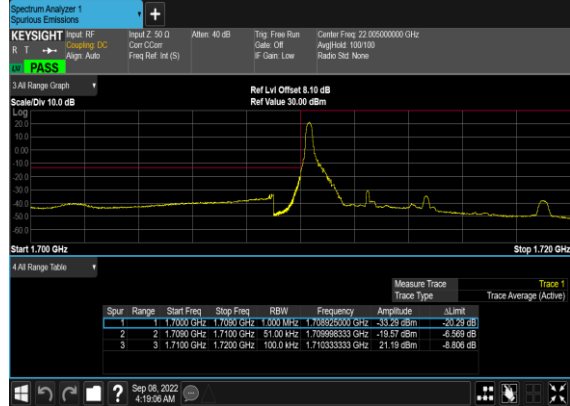 Spectrum Analyzer 1
Spurious Emissions
+
KEYSIGHT Input: RF Input Z: 50 Ω Atten: 40 dB Trig: Free Run Center Freq: 22.005000000 GHz
R T Coupling: DC Corr CCorr Gate: Off Avg|Hold: 100/100
Align: Auto Freq Ref: Int (S) IF Gain: Low Radio Std: None
PASS
3 All Range Graph
Ref Lvl Offset 8.10 dB
Scale/Div 10.0 dB Ref Value 30.00 dBm
Log
20.0
10.0
0.00
-10.0
-20.0
-30.0
-40.0
-50.0
-60.0
Start 1.700 GHz Stop 1.720 GHz
4 All Range Table
Measure Trace Trace 1
Trace Type Trace Average (Active)
Spur Range Start Freq Stop Freq RBW Frequency Amplitude ΔLimit
1 1 1.7000 GHz 1.7090 GHz 1.000 MHz 1.708925000 GHz -33.29 dBm -20.29 dB
2 2 1.7090 GHz 1.7100 GHz 51.00 kHz 1.709998333 GHz -19.57 dBm -6.569 dB
3 3 1.7100 GHz 1.7200 GHz 100.0 kHz 1.710333333 GHz 21.19 dBm -8.806 dB
? Sep 08, 2022
4:19:06 AM